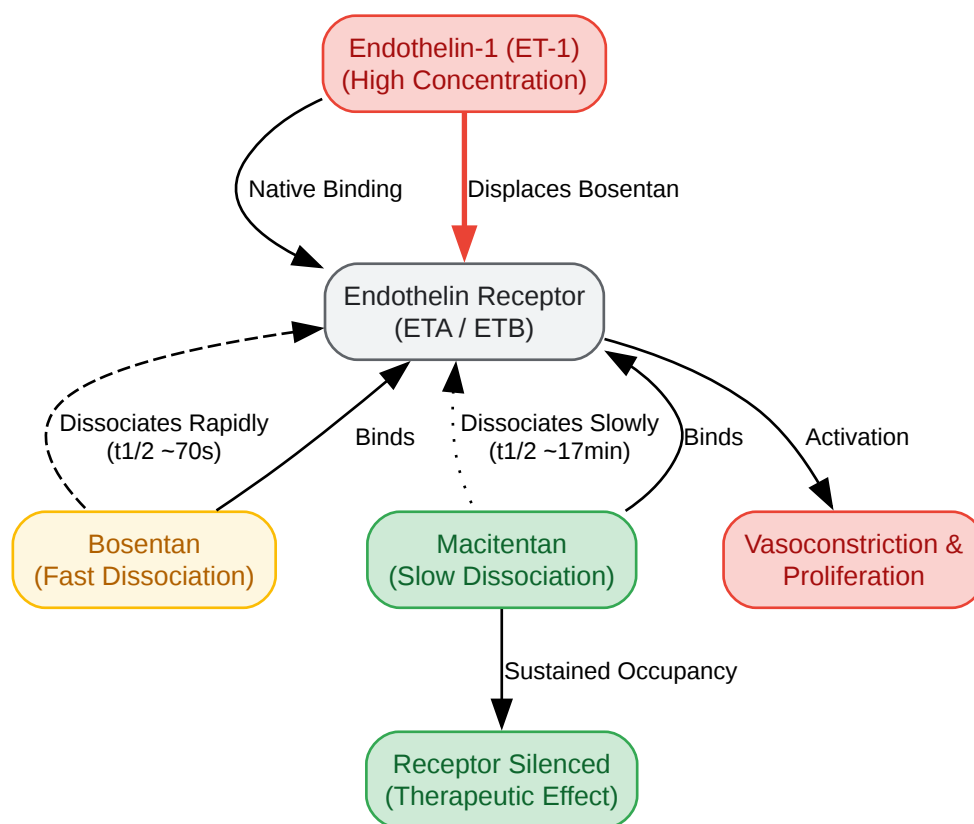 Endothelin-1 (ET-1)
(High Concentration)
Native Binding
Displaces Bosentan
Endothelin Receptor
(ETA / ETB)
Dissociates Rapidly
(t1/2 ~70s)
Binds
Dissociates Slowly
(t1/2 ~17min)
Binds
Activation
Bosentan
(Fast Dissociation)
Macitentan
(Slow Dissociation)
Vasoconstriction &
Proliferation
Sustained Occupancy
Receptor Silenced
(Therapeutic Effect)